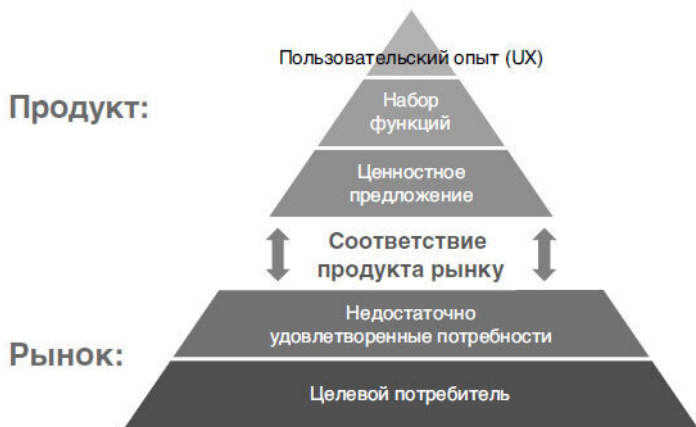 Пользовательский опыт (UX)
Продукт:
Набор
функций
Ценностное
предложение
Соответствие
продукта рынку
Недостаточно
удовлетворенные потребности
Рынок:
Целевой потребитель